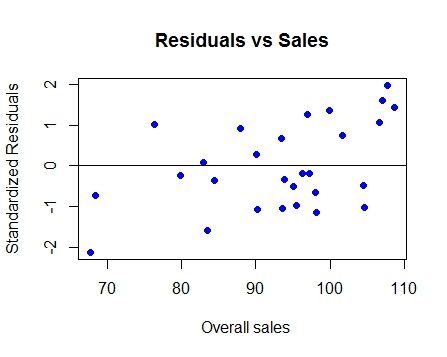 Residuals vs Sales
Standardized Residuals
2
1
0
-1
-2
70 80 90 100 110
Overall sales